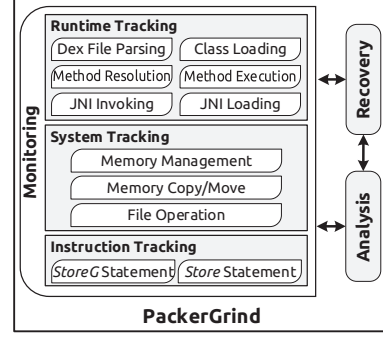 Runtime Tracking
Dex File Parsing
Class Loading
Method Resolution
Method Execution
JNI Invoking
JNI Loading
System Tracking
Memory Management
Memory Copy/Move
File Operation
Instruction Tracking
StoreG Statement
Store Statement
Monitoring
Recovery
Analysis
PackerGrind